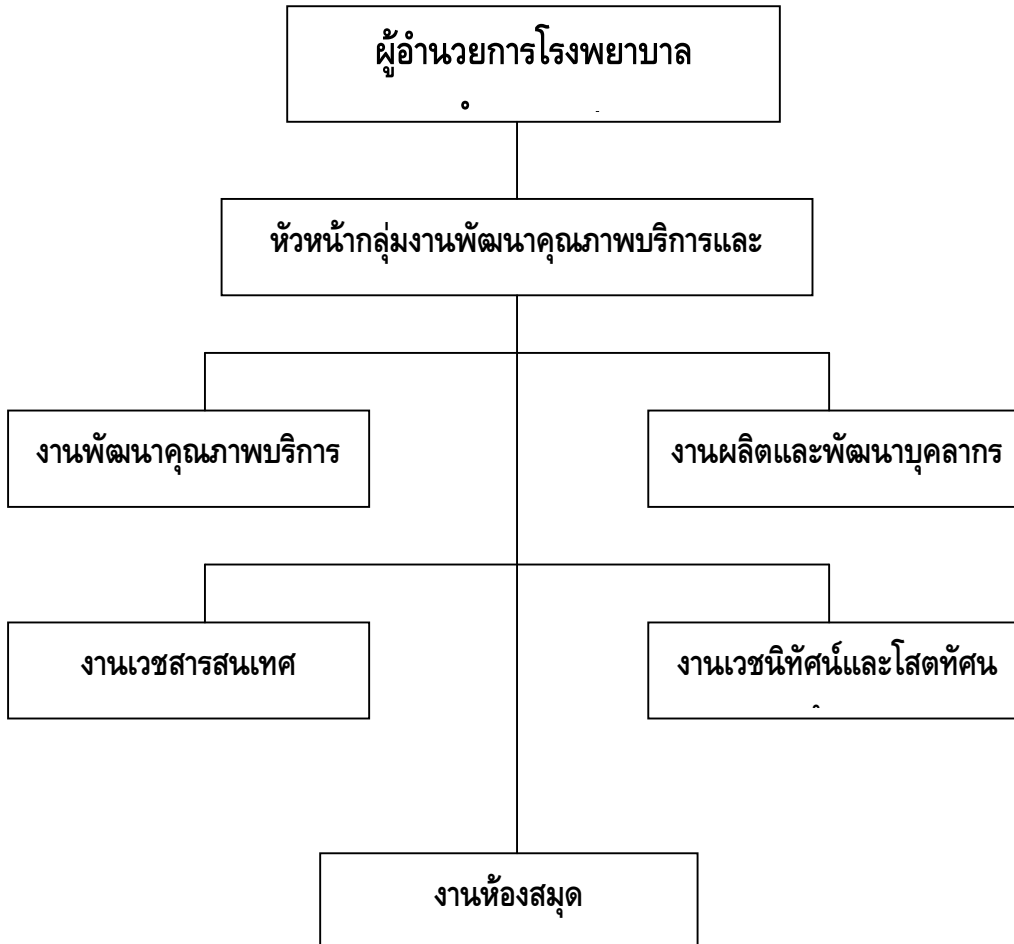 ผู้อำนวยการโรงพยาบาล
หัวหน้ากลุ่มงานพัฒนาคุณภาพบริการและ
งานพัฒนาคุณภาพบริการ
งานผลิตและพัฒนาบุคลากร
งานเวชสารสนเทศ
งานเวชนิทัศน์และโสตทัศน
งานห้องสมุด